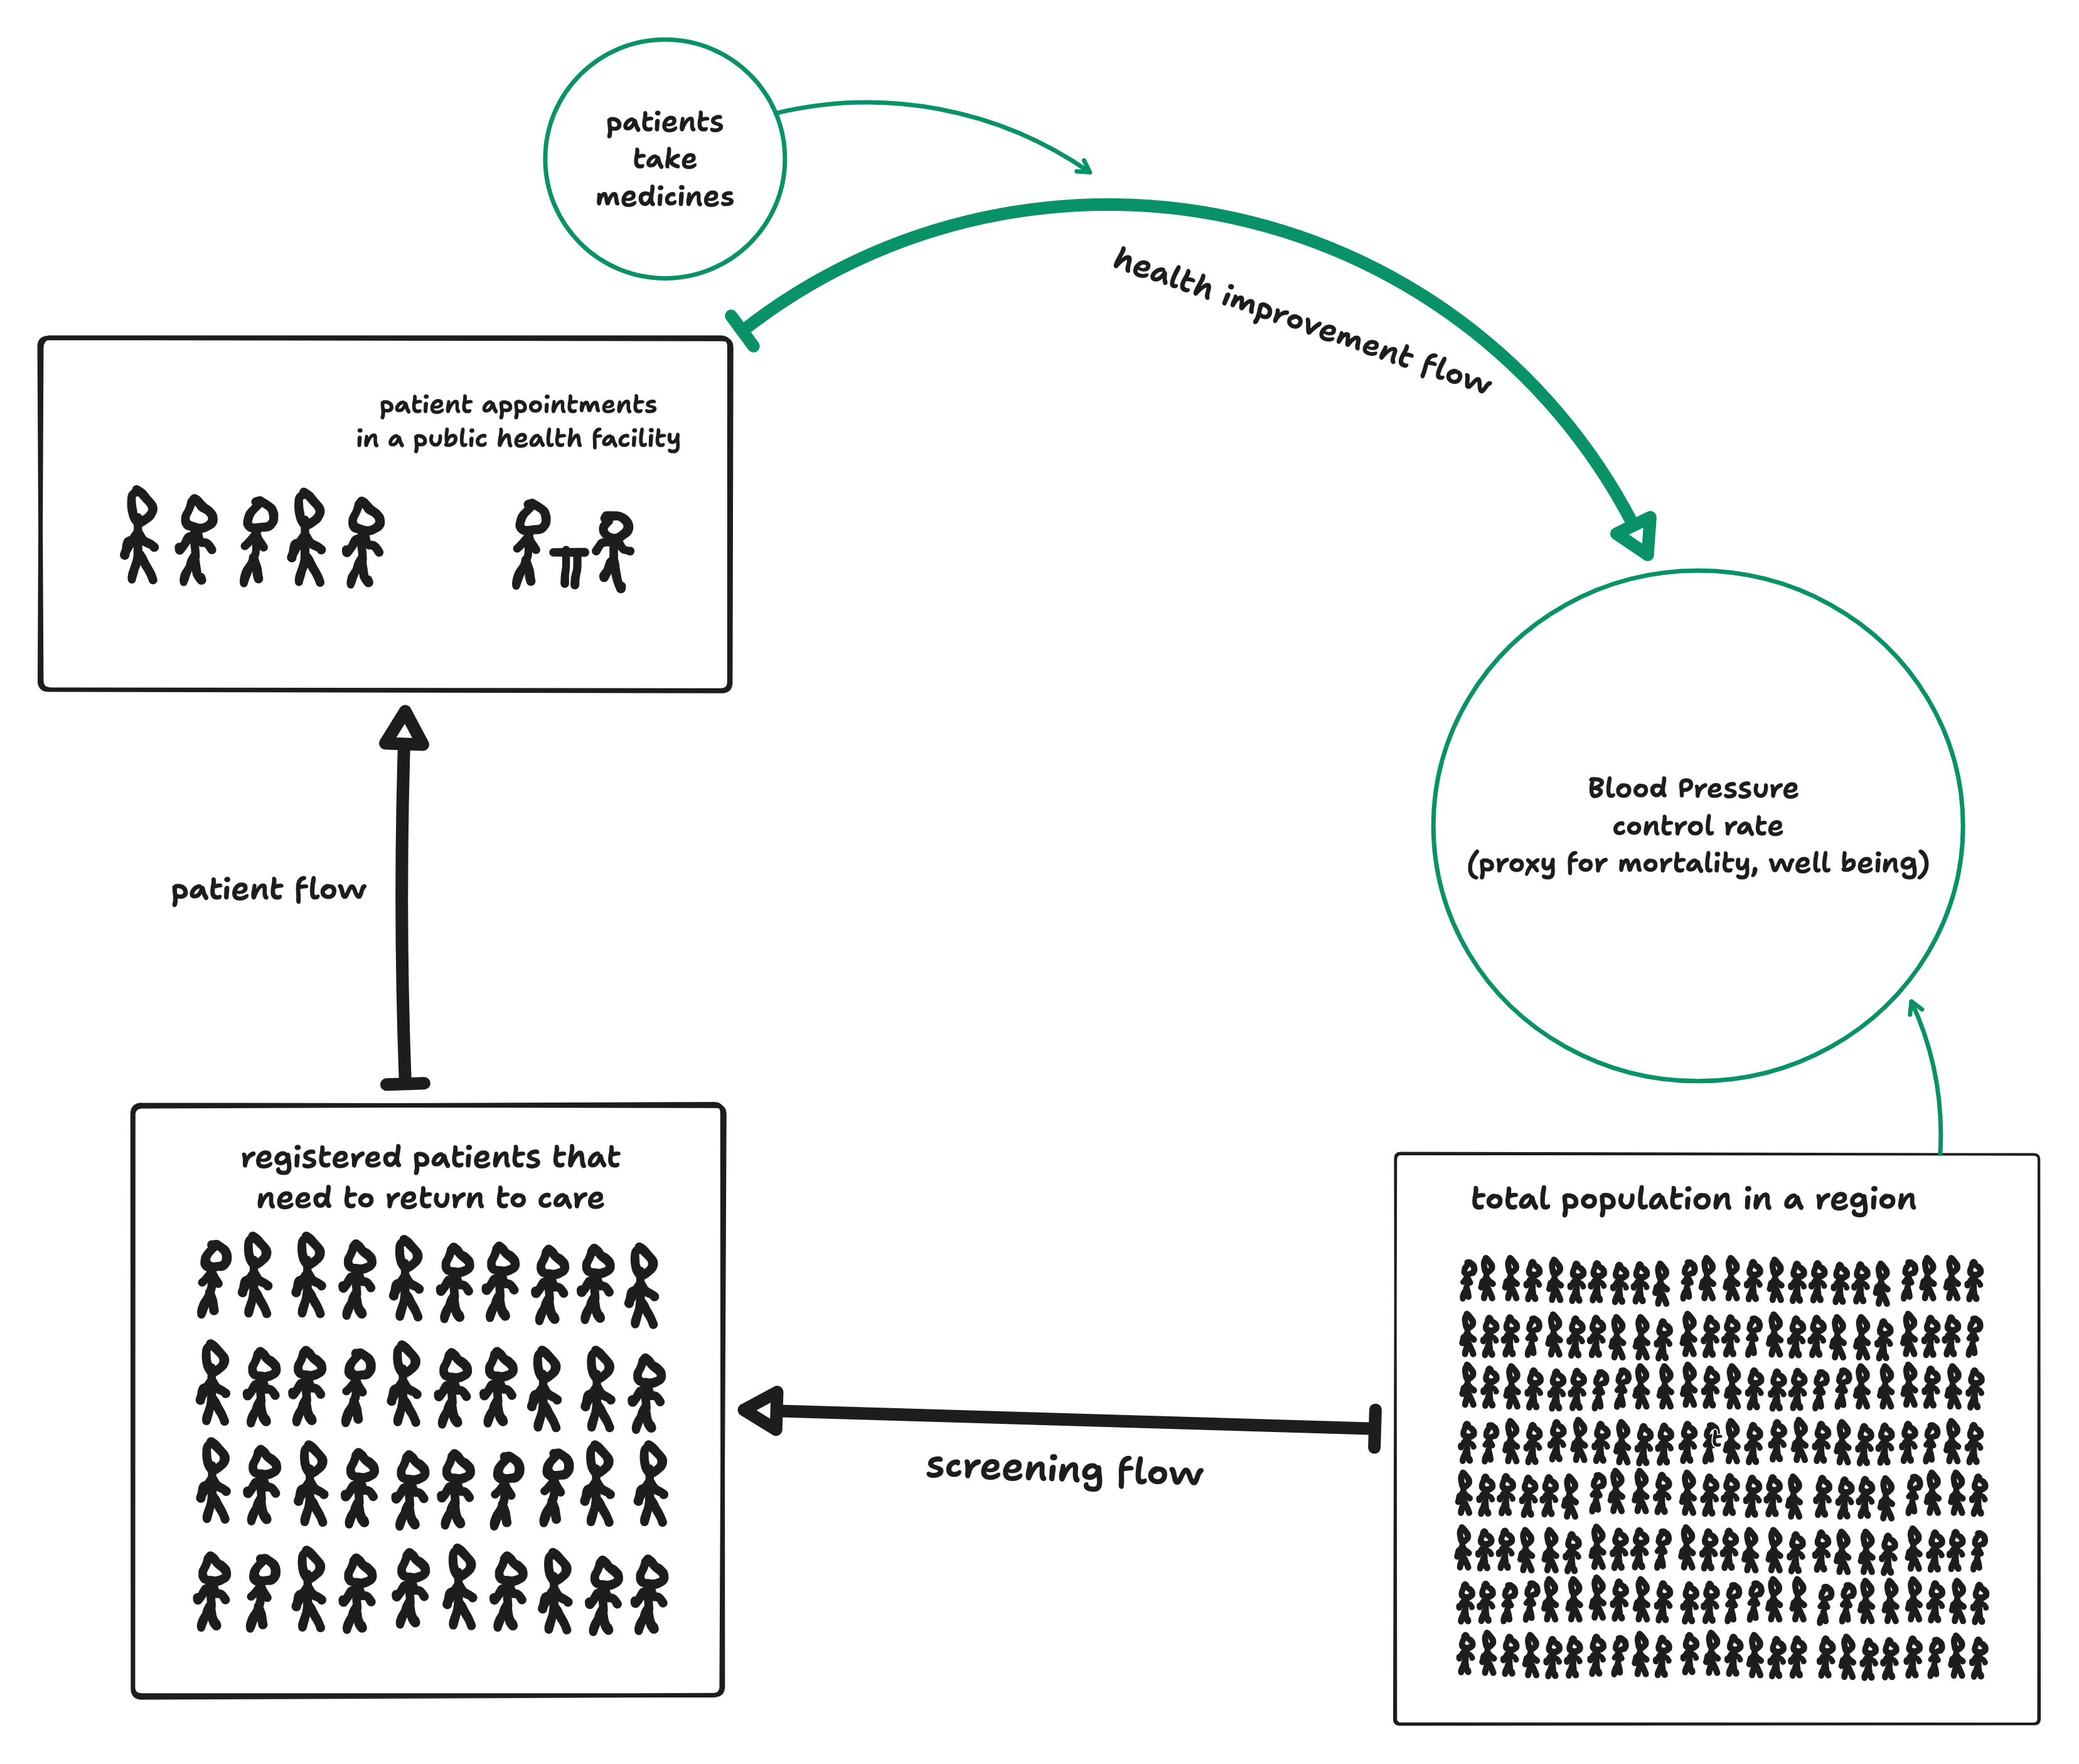 patients
take
medicines
health improvement flow
patient appointments
in a public health facility
Blood Pressure
control rate
(proxy for mortality, well being)
patient flow
registered patients that
need to return to care
total population in a region
t
screening flow